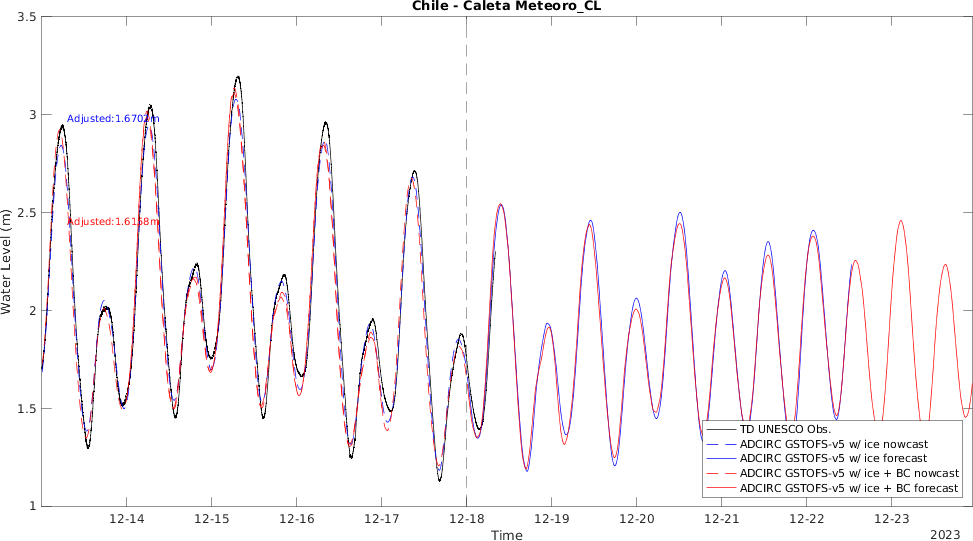 Chile - Caleta Meteoro_CL
3.5
3
2.5
2
1.5
1
Water Level (m)
Adjusted:1.6702m
Adjusted:1.6168m
TD UNESCO Obs.
ADCIRC GSTOFS-v5 w/ ice nowcast
ADCIRC GSTOFS-v5 w/ ice forecast
ADCIRC GSTOFS-v5 w/ ice + BC nowcast
ADCIRC GSTOFS-v5 w/ ice + BC forecast
12-14 12-15 12-16 12-17 12-18 12-19 12-20 12-21 12-22 12-23
Time
2023